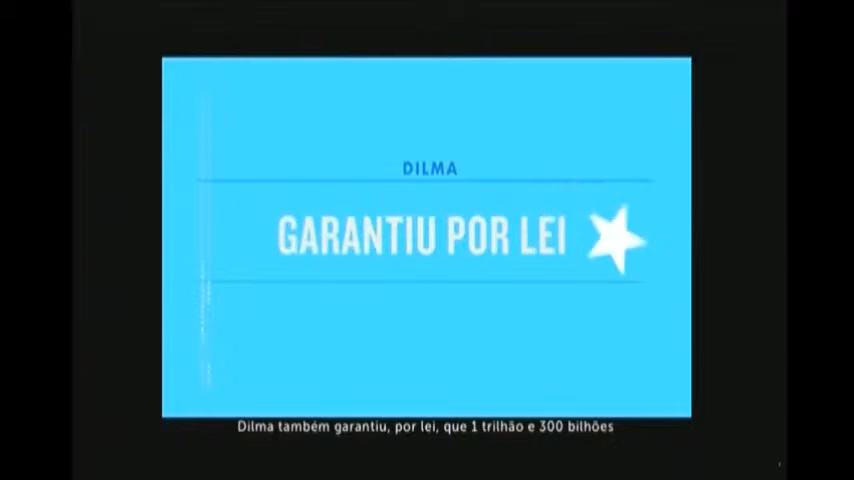 DILMA
GARANTIU POR LEI
Dilma também garantiu, por lei, que 1 trilhão e 300 bilhões